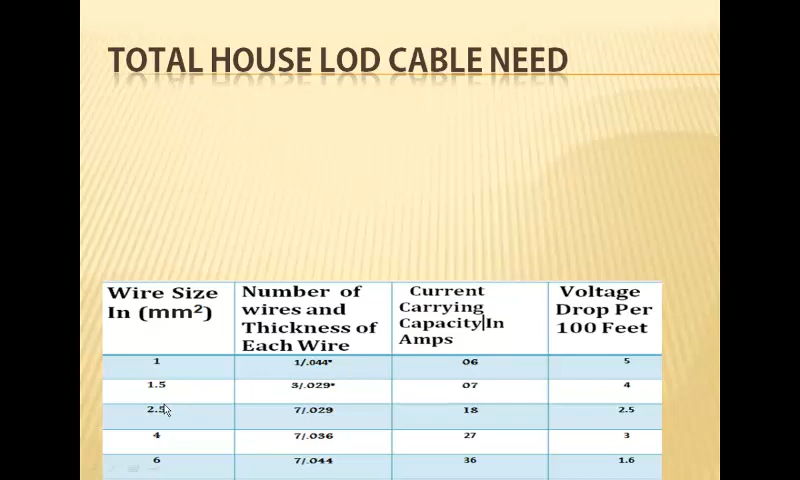 TOTAL HOUSE LOD CABLE NEED
Wire Size In (mm²) Number of wires and Thickness of Each Wire Current Carrying Capacity In Amps Voltage Drop Per 100 Feet
1 1/.044" 06 5
1.5 3/.029" 07 4
2.5 7/.029 18 2.5
4 7/.036 27 3
6 7/.044 36 1.6